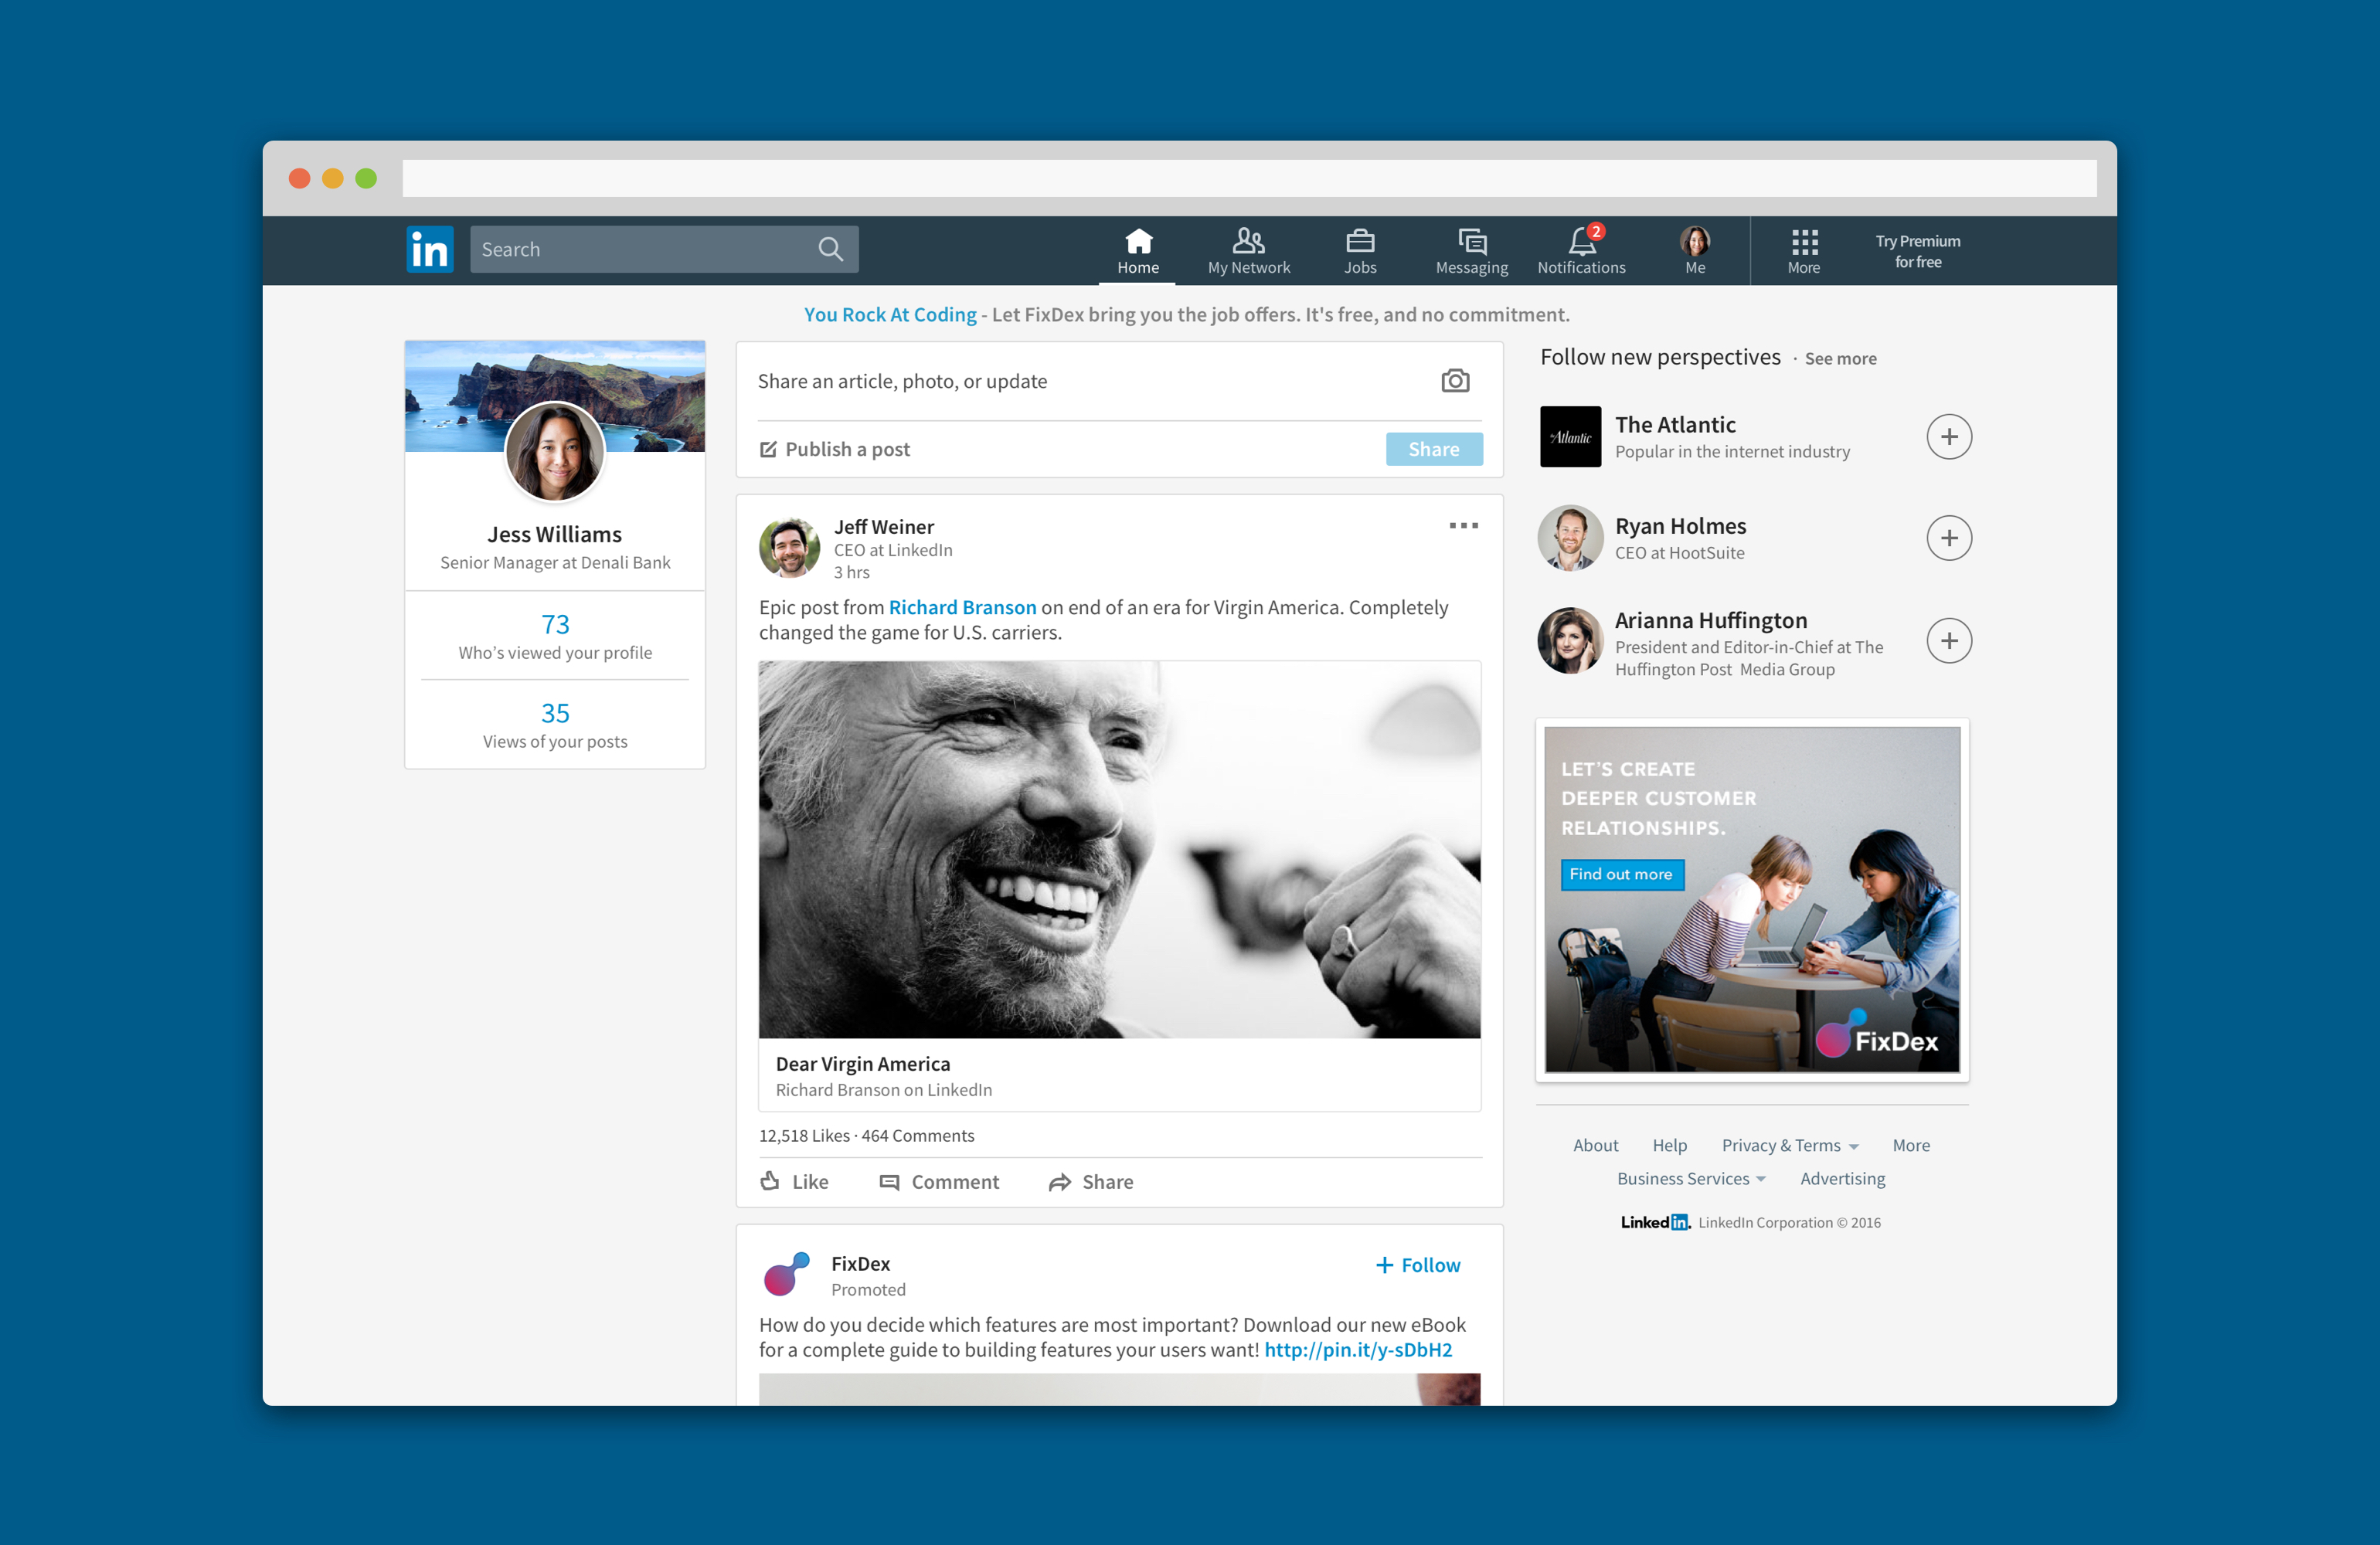 in
Search
Home
My Network
Jobs
Messaging
2
Notifications
Me
More
Try Premium
for free
You Rock At Coding - Let FixDex bring you the job offers. It's free, and no commitment.
Jess Williams
Senior Manager at Denali Bank
73
Who's viewed your profile
35
Views of your posts
Share an article, photo, or update
Publish a post
Share
Jeff Weiner
CEO at LinkedIn
3 hrs
Epic post from Richard Branson on end of an era for Virgin America. Completely
changed the game for U.S. carriers.
Dear Virgin America
Richard Branson on LinkedIn
12,518 Likes · 464 Comments
Like
Comment
Share
FixDex
Promoted
+ Follow
How do you decide which features are most important? Download our new eBook
for a complete guide to building features your users want! http://pin.it/y-sDbH2
Follow new perspectives · See more
The Atlantic
The Atlantic
Popular in the internet industry
Ryan Holmes
CEO at HootSuite
Arianna Huffington
President and Editor-in-Chief at The
Huffington Post Media Group
LET'S CREATE
DEEPER CUSTOMER
RELATIONSHIPS.
Find out more
FixDex
About Help Privacy & Terms More
Business Services Advertising
Linkedin. LinkedIn Corporation © 2016